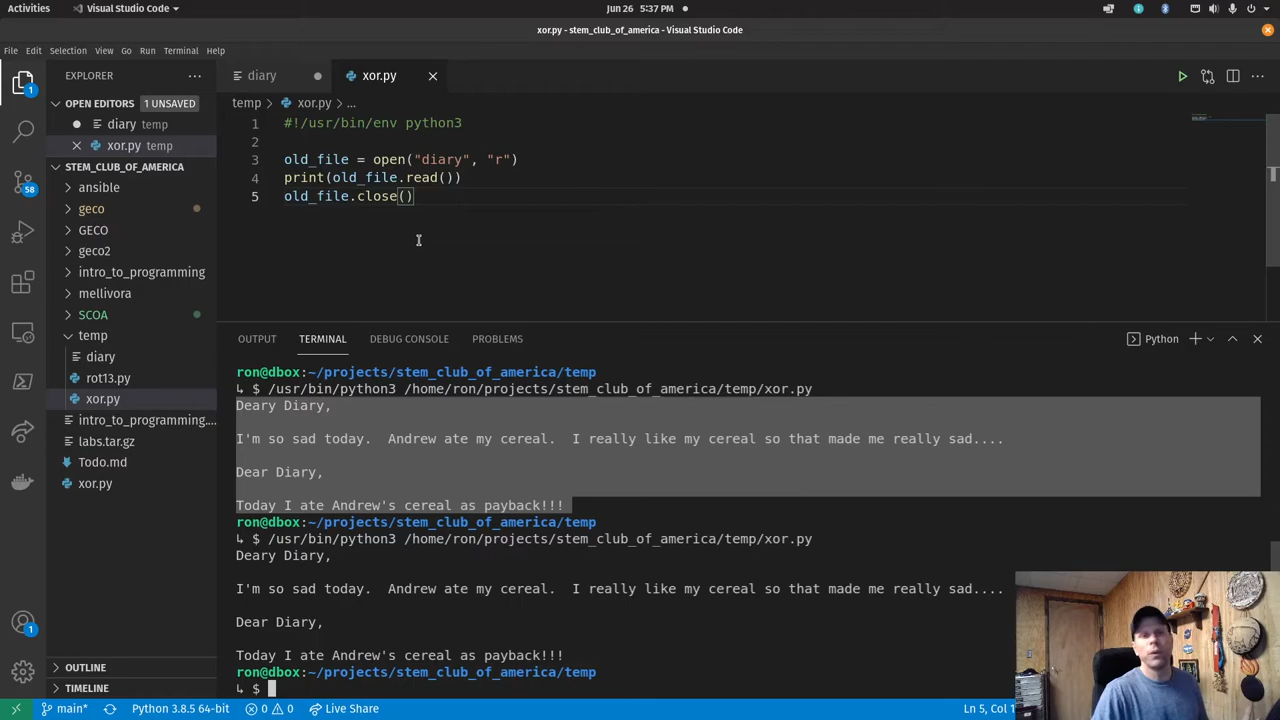 Activities
Visual Studio Code
Jun 26 5:37 PM
xor.py - stem_club_of_america - Visual Studio Code
File Edit Selection View Go Run Terminal Help
EXPLORER
diary
xor.py
OPEN EDITORS 1 UNSAVED
temp > xor.py > ...
diary temp
xor.py temp
STEM_CLUB_OF_AMERICA
ansible
geco
GECO
geco2
intro_to_programming
mellivora
SCOA
temp
diary
rot13.py
xor.py
intro_to_programming....
labs.tar.gz
Todo.md
xor.py
OUTLINE
TIMELINE
1
58
1
1 #!/usr/bin/env python3
2
3 old_file = open("diary", "r")
4 print(old_file.read())
5 old_file.close()
OUTPUT TERMINAL DEBUG CONSOLE PROBLEMS
Python
ron@dbox:~/projects/stem_club_of_america/temp
↳ $ /usr/bin/python3 /home/ron/projects/stem_club_of_america/temp/xor.py
Deary Diary,
I'm so sad today.  Andrew ate my cereal.  I really like my cereal so that made me really sad....
Dear Diary,
Today I ate Andrew's cereal as payback!!!
ron@dbox:~/projects/stem_club_of_america/temp
↳ $ /usr/bin/python3 /home/ron/projects/stem_club_of_america/temp/xor.py
Deary Diary,
I'm so sad today.  Andrew ate my cereal.  I really like my cereal so that made me really sad....
Dear Diary,
Today I ate Andrew's cereal as payback!!!
ron@dbox:~/projects/stem_club_of_america/temp
↳ $
main* Python 3.8.5 64-bit 0 0 Live Share Ln 5, Col 1